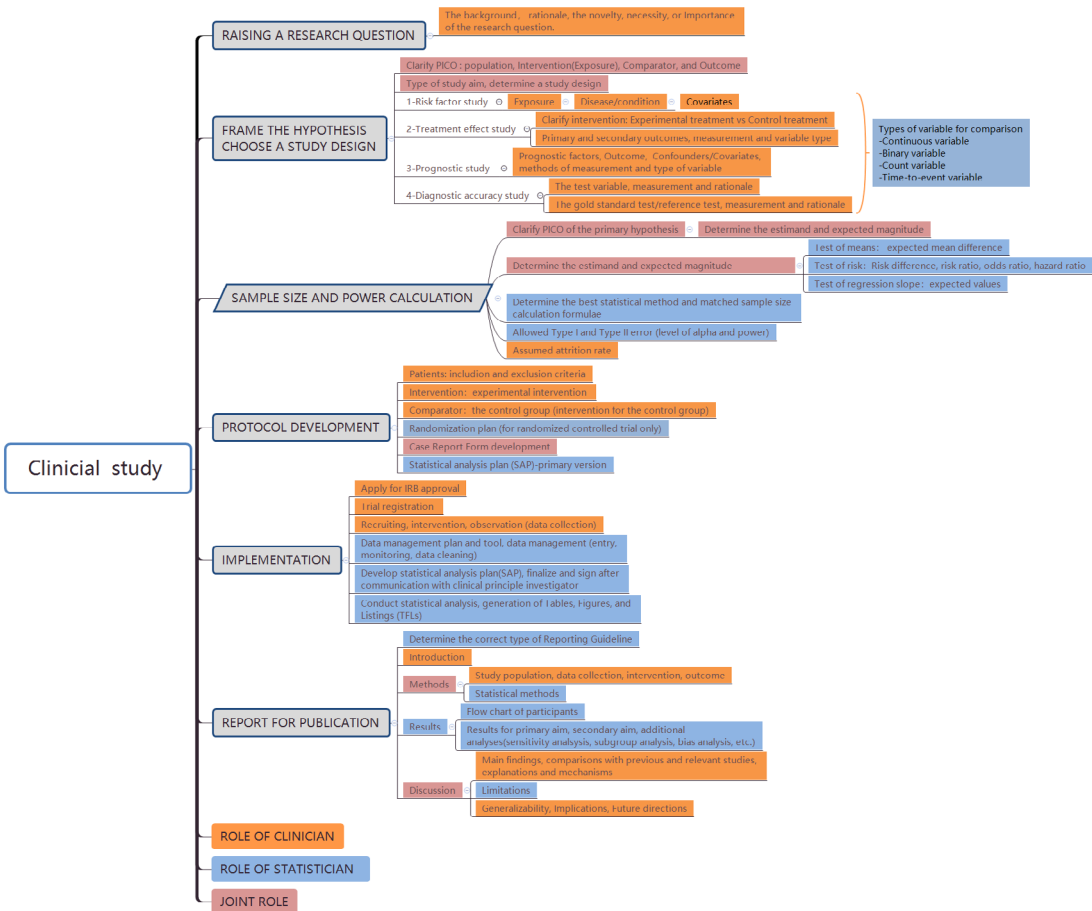 RAISING A RESEARCH QUESTION
The background, rationale, the novelty, necessity, or importance
of the research question.
FRAME THE HYPOTHESIS
CHOOSE A STUDY DESIGN
Clarify PICO : population, Intervention(Exposure), Comparator, and Outcome
Type of study aim, determine a study design
1-Risk factor study
Exposure
Disease/condition
Covariates
2-Treatment effect study
Clarify intervention: Experimental treatment vs Control treatment
Primary and secondary outcomes, measurement and variable type
3-Prognostic study
Prognostic factors, Outcome, Confounders/Covariates,
methods of measurement and type of variable
4-Diagnostic accuracy study
The test variable, measurement and rationale
The gold standard test/reference test, measurement and rationale
Types of variable for comparison
-Continuous variable
-Binary variable
-Count variable
-Time-to-event variable
SAMPLE SIZE AND POWER CALCULATION
Clarify PICO of the primary hypothesis
Determine the estimand and expected magnitude
Determine the estimand and expected magnitude
Test of means: expected mean difference
Test of risk: Risk difference, risk ratio, odds ratio, hazard ratio
Test of regression slope: expected values
Determine the best statistical method and matched sample size
calculation formulae
Allowed Type I and Type II error (level of alpha and power)
Assumed attrition rate
Clinicial study
PROTOCOL DEVELOPMENT
Patients: inclusion and exclusion criteria
Intervention: experimental intervention
Comparator: the control group (intervention for the control group)
Randomization plan (for randomized controlled trial only)
Case Report Form development
Statistical analysis plan (SAP)-primary version
IMPLEMENTATION
Apply for IRB approval
Trial registration
Recruiting, intervention, observation (data collection)
Data management plan and tool, data management (entry,
monitoring, data cleaning)
Develop statistical analysis plan(SAP), finalize and sign after
communication with clinical principle investigator
Conduct statistical analysis, generation of Tables, Figures, and
Listings (TFLs)
REPORT FOR PUBLICATION
Determine the correct type of Reporting Guideline
Introduction
Methods
Study population, data collection, intervention, outcome
Statistical methods
Results
Flow chart of participants
Results for primary aim, secondary aim, additional
analyses(sensitivity analsysis, subgroup analysis, bias analysis, etc.)
Discussion
Main findings, comparisons with previous and relevant studies,
explanations and mechanisms
Limitations
Generalizability, Implications, Future directions
ROLE OF CLINICIAN
ROLE OF STATISTICIAN
JOINT ROLE